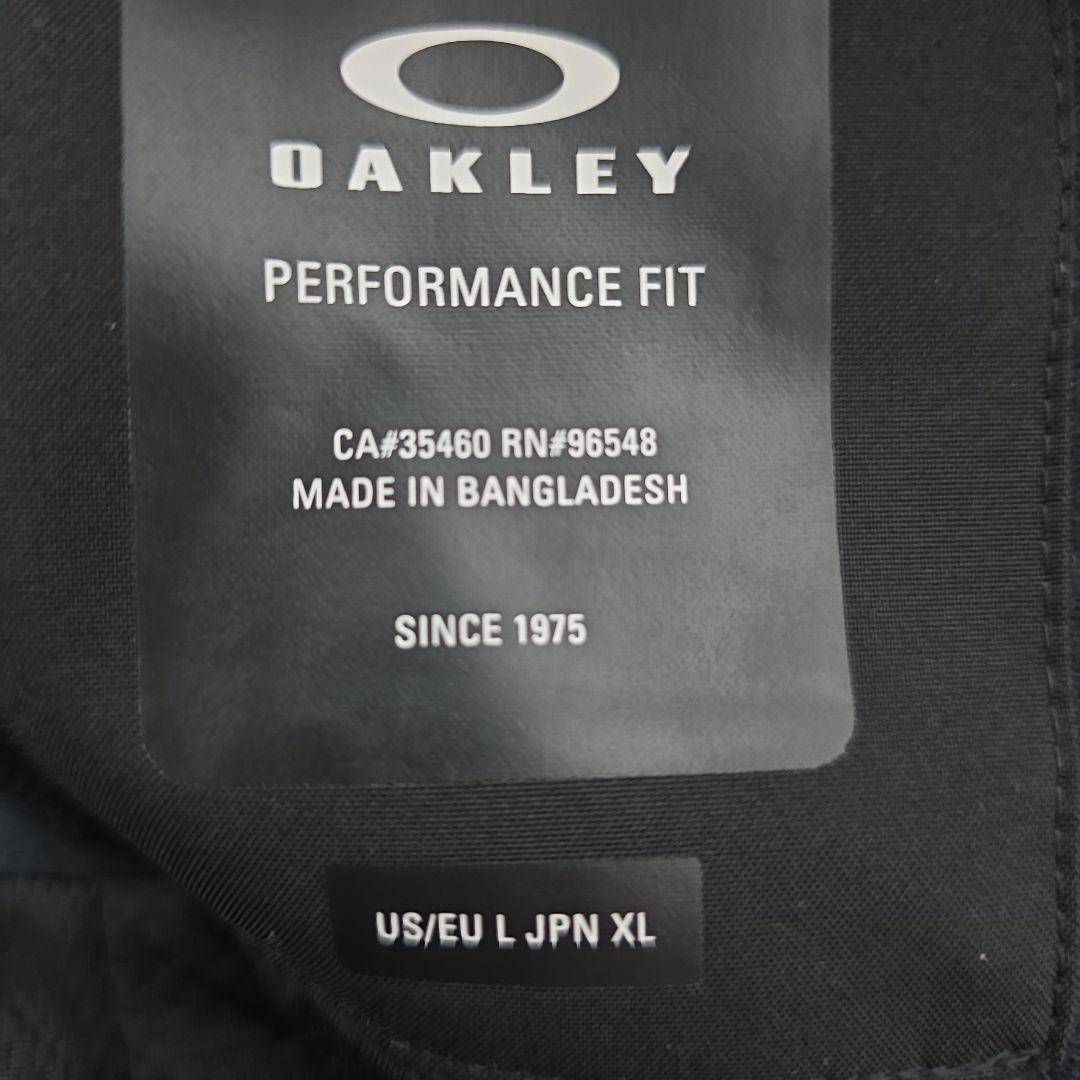 OAKLEY
PERFORMANCE FIT
CA#35460 RN#96548
MADE IN BANGLADESH
SINCE 1975
US/EU L JPN XL